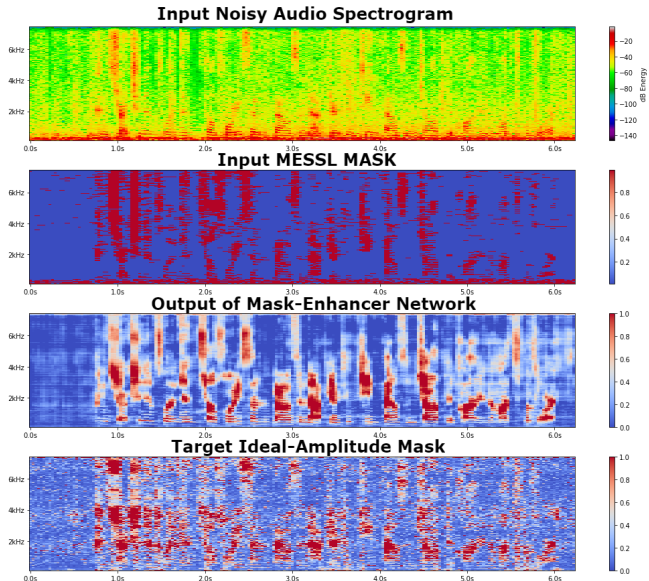 Input Noisy Audio Spectrogram
6kHz
4kHz
2kHz
0.0s 1.0s 2.0s 3.0s 4.0s 5.0s 6.0s
−20
−40
−60
−80
−100
−120
−140
dB Energy
Input MESSL MASK
6kHz
4kHz
2kHz
0.0s 1.0s 2.0s 3.0s 4.0s 5.0s 6.0s
0.8
0.6
0.4
0.2
Output of Mask-Enhancer Network
6kHz
4kHz
2kHz
0.0s 1.0s 2.0s 3.0s 4.0s 5.0s 6.0s
1.0
0.8
0.6
0.4
0.2
0.0
Target Ideal-Amplitude Mask
6kHz
4kHz
2kHz
0.0s 1.0s 2.0s 3.0s 4.0s 5.0s 6.0s
1.0
0.8
0.6
0.4
0.2
0.0